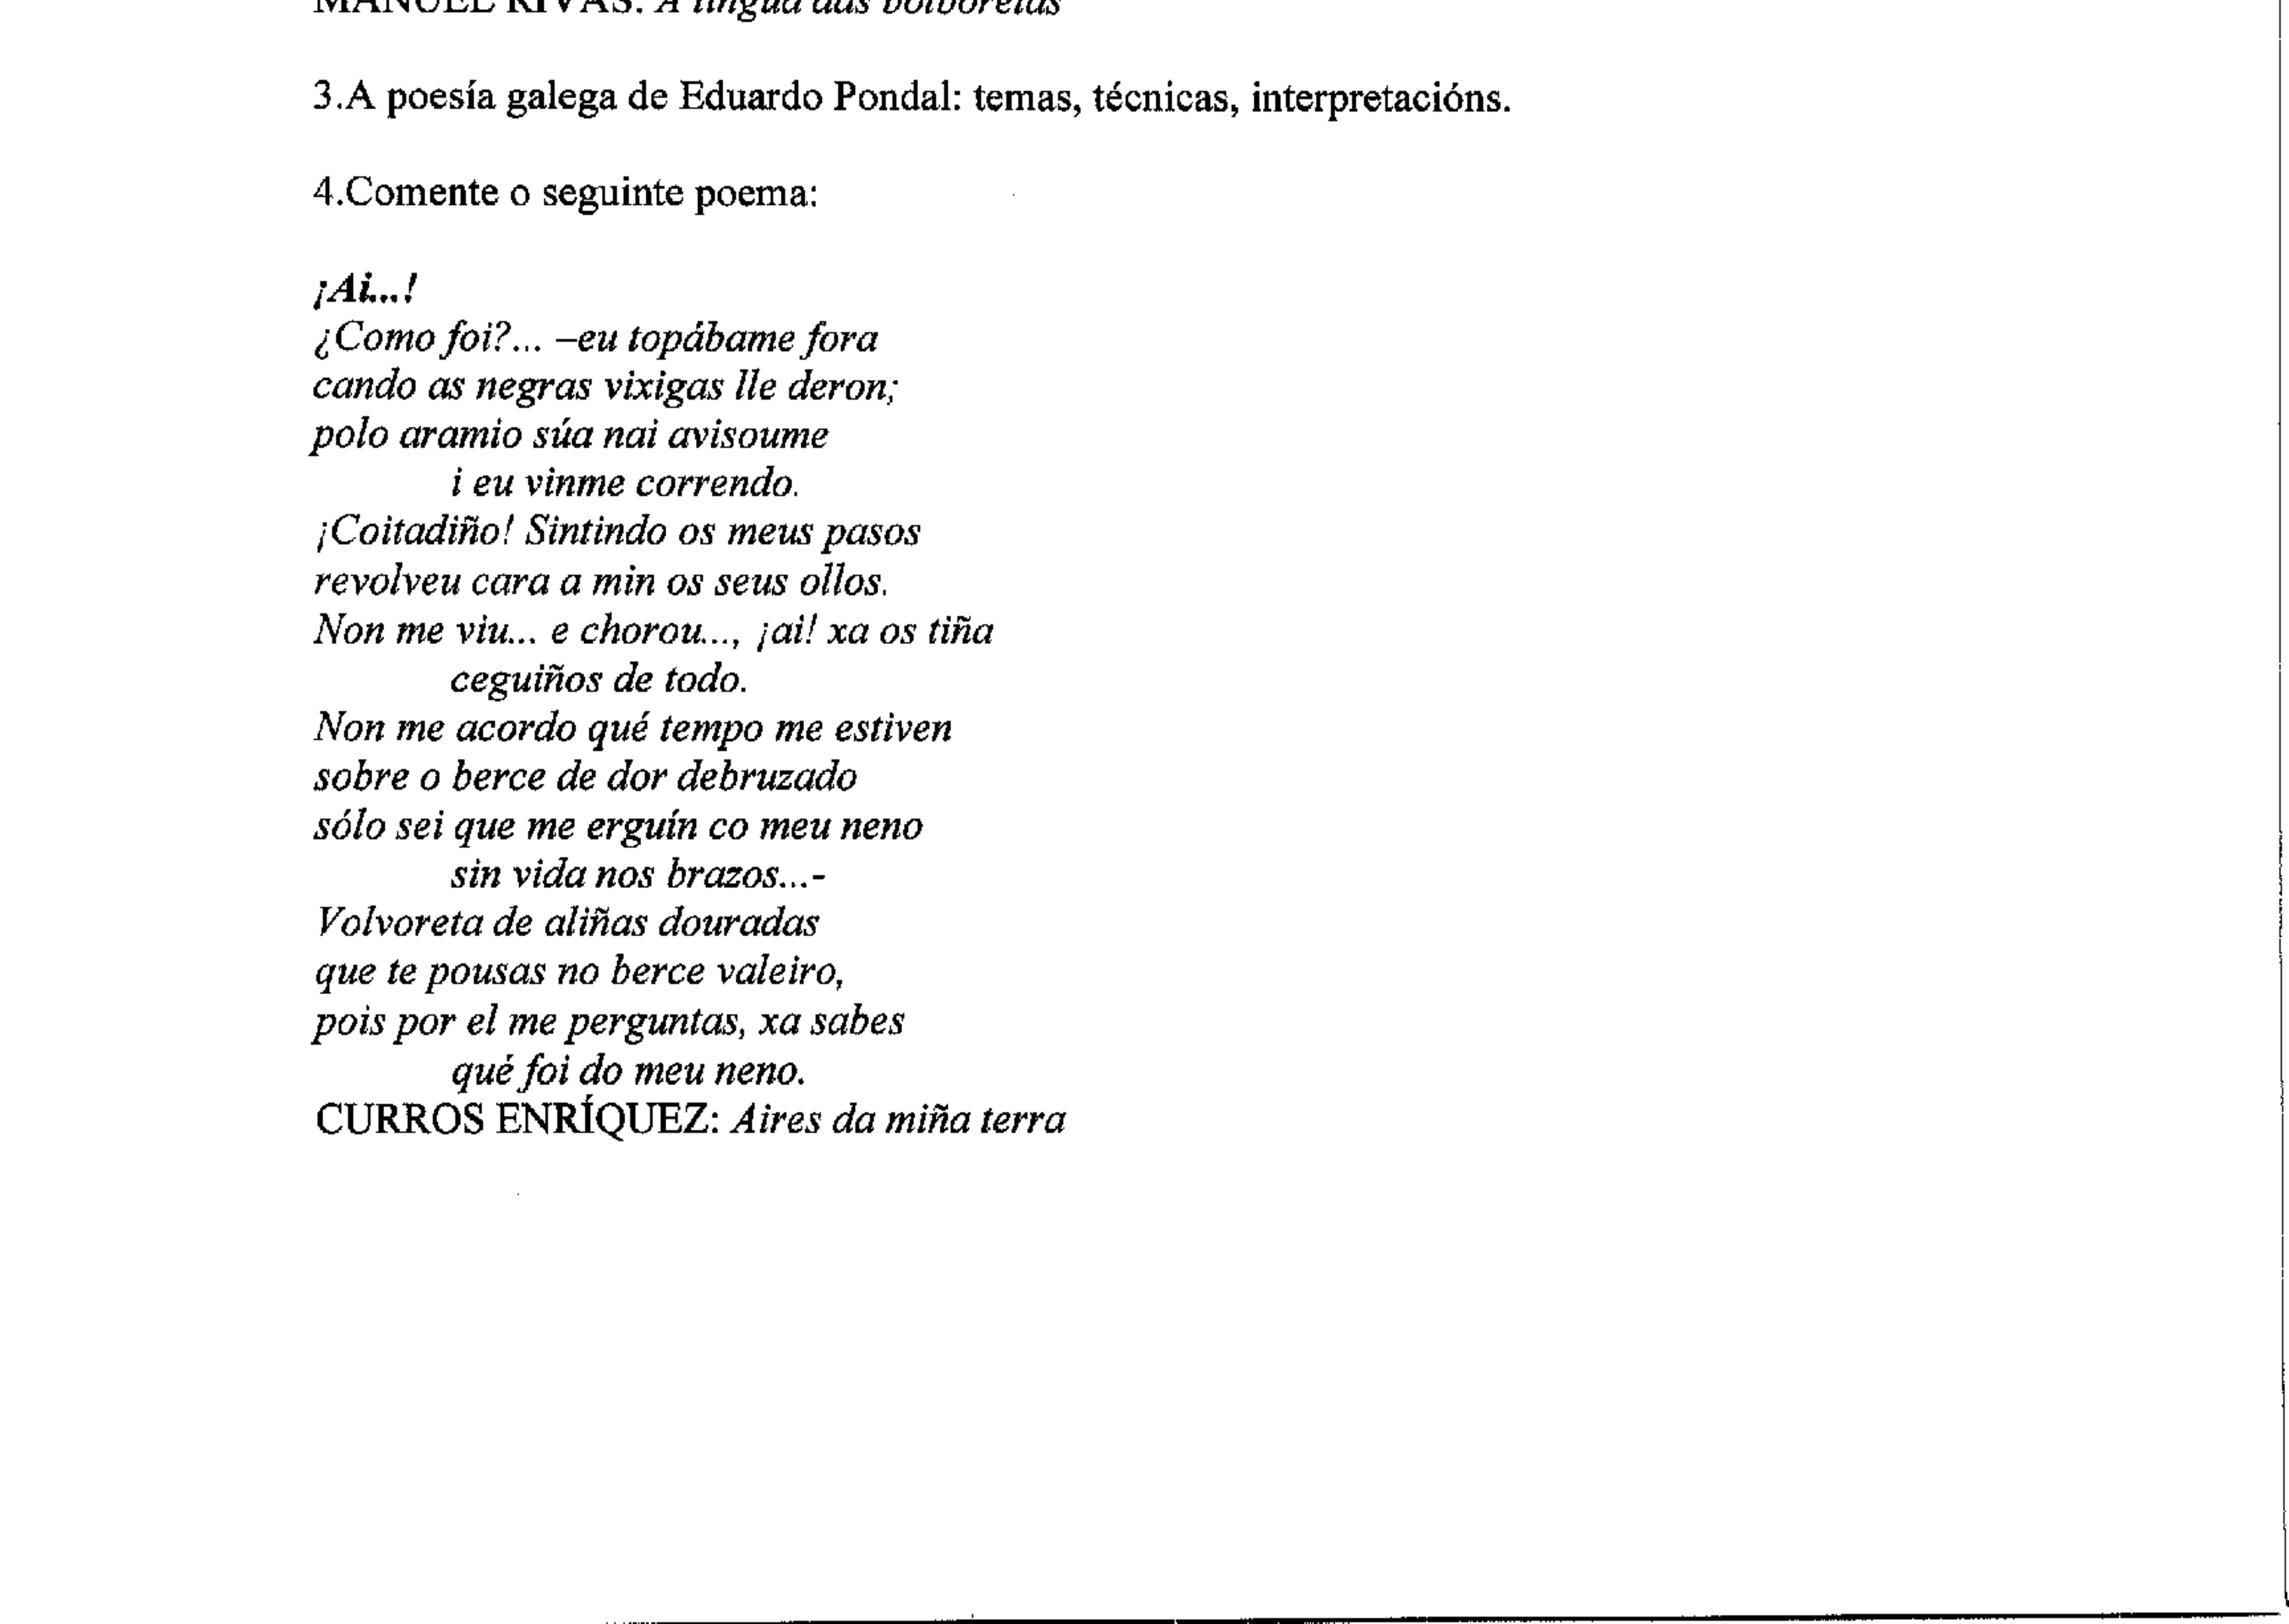 MANUEL RIVAS: A lingua das bolboretas
3.A poesía galega de Eduardo Pondal: temas, técnicas, interpretacións.
4.Comente o seguinte poema:
¡Ai...!
¿Como foi?... –eu topábame fora
cando as negras vixigas lle deron;
polo aramio súa nai avisoume
i eu vinme correndo.
¡Coitadiño! Sintindo os meus pasos
revolveu cara a min os seus ollos.
Non me viu... e chorou..., ¡ai! xa os tiña
ceguiños de todo.
Non me acordo qué tempo me estiven
sobre o berce de dor debruzado
sólo sei que me erguín co meu neno
sin vida nos brazos...-
Volvoreta de aliñas douradas
que te pousas no berce valeiro,
pois por el me perguntas, xa sabes
qué foi do meu neno.
CURROS ENRÍQUEZ: Aires da miña terra